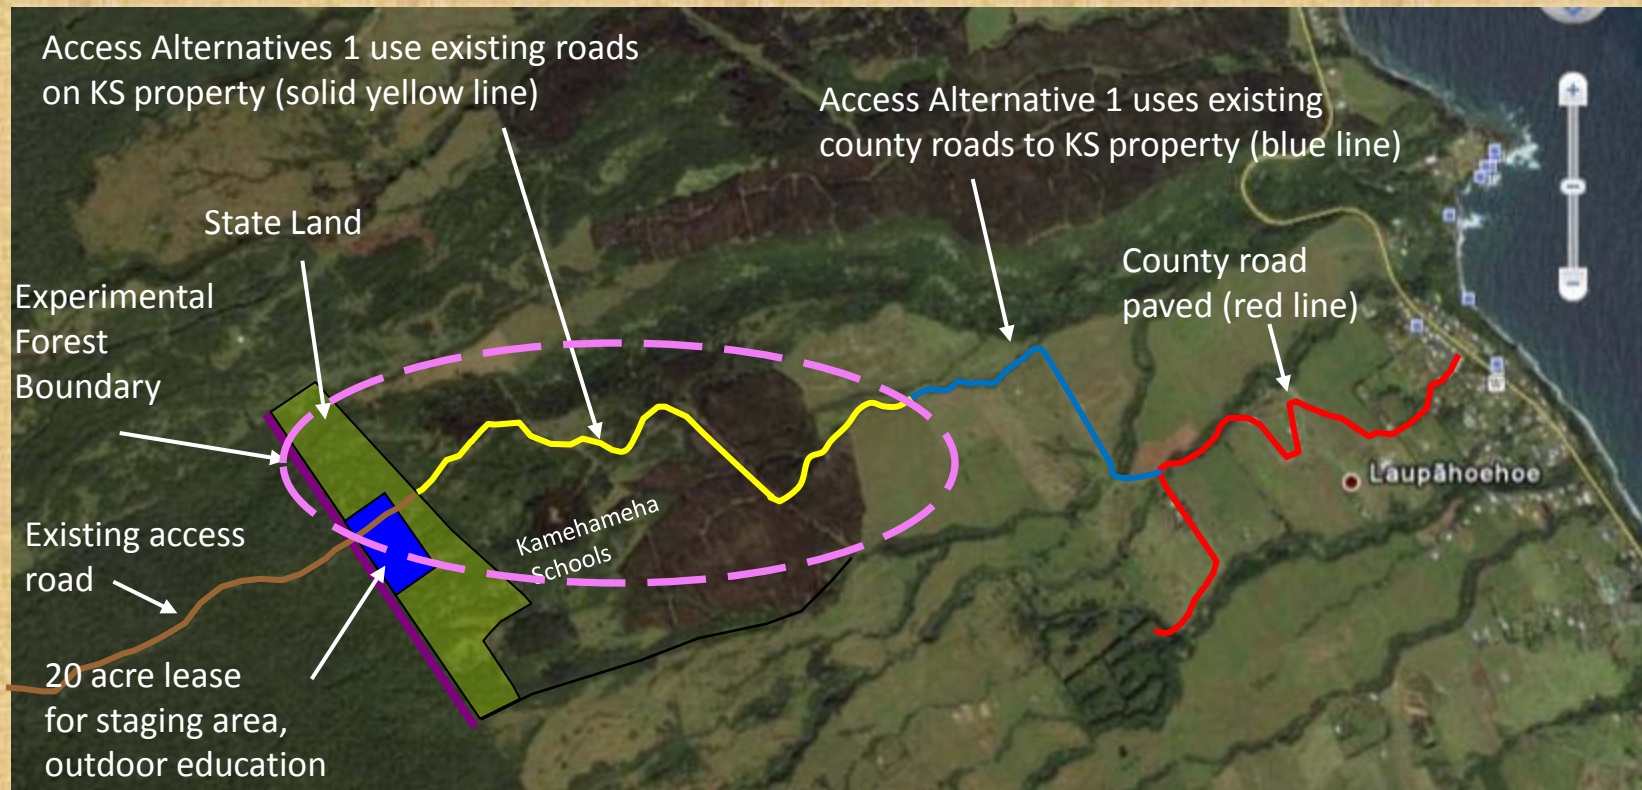 Access Alternatives 1 use existing roads
on KS property (solid yellow line)
Access Alternative 1 uses existing
county roads to KS property (blue line)
State Land
County road
paved (red line)
Experimental
Forest
Boundary
W
Laupāhoehoe
Kamehameha
Schools
Existing access
road
20 acre lease
for staging area,
outdoor education